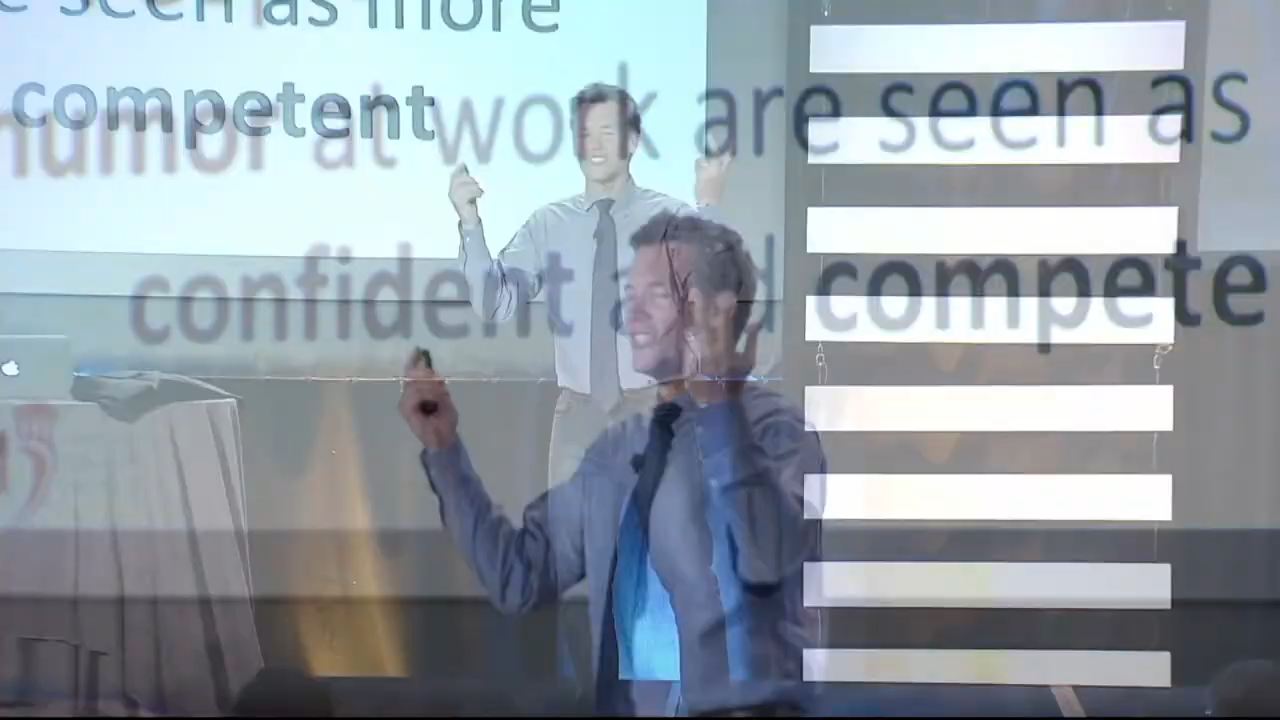 seen as more
competent
humor at work are seen as
confident and compete